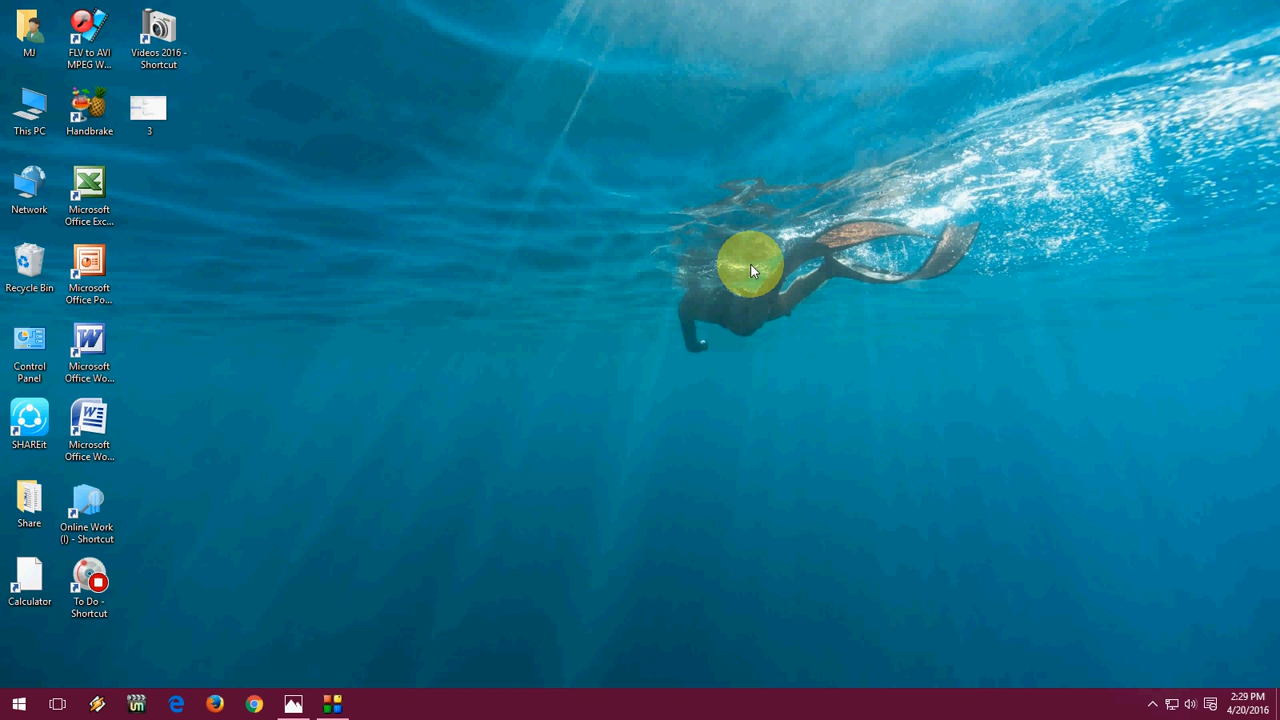 MJ
FLV to AVI
MPEG W...
Videos 2016 -
Shortcut
This PC
Handbrake
3
Network
Microsoft
Office Exc...
Recycle Bin
Microsoft
Office Po...
Control
Panel
Microsoft
Office Wo...
SHAREit
Microsoft
Office Wo...
Share
Online Work
(I) - Shortcut
Calculator
To Do -
Shortcut
2:29 PM
4/20/2016